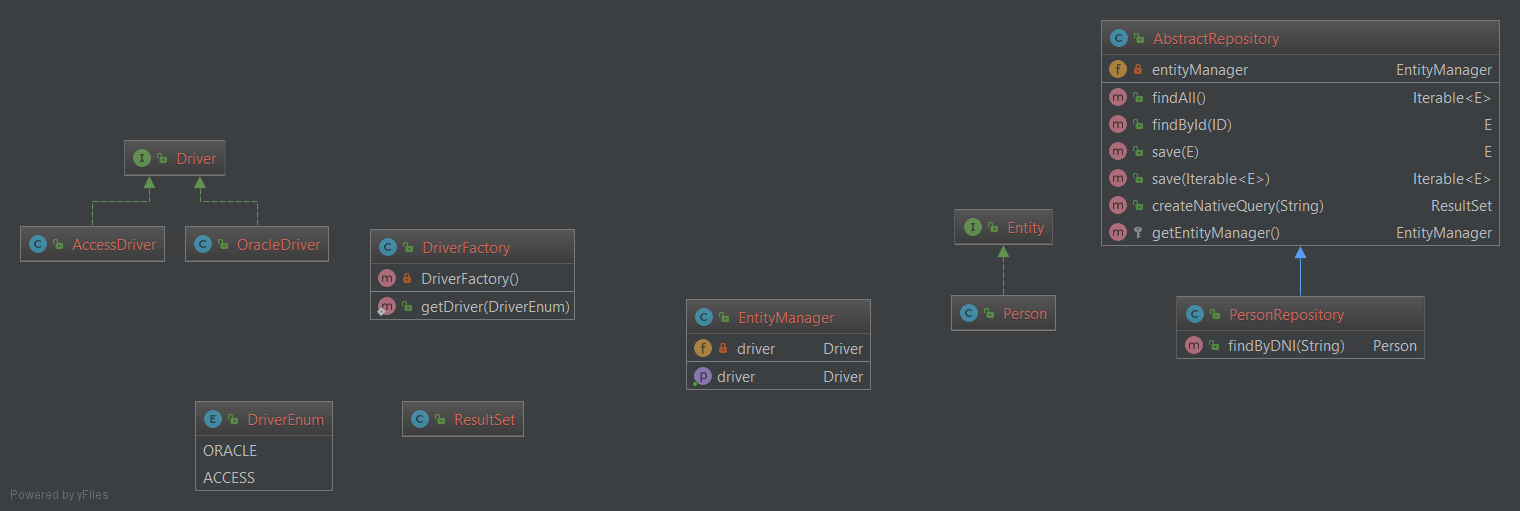 Driver
AccessDriver
OracleDriver
DriverFactory
DriverFactory()
getDriver(DriverEnum)
DriverEnum
ORACLE
ACCESS
ResultSet
EntityManager
driver Driver
driver Driver
Entity
Person
AbstractRepository
entityManager EntityManager
findAll() Iterable<E>
findById(ID) E
save(E) E
save(Iterable<E>) Iterable<E>
createNativeQuery(String) ResultSet
getEntityManager() EntityManager
PersonRepository
findByDNI(String) Person
Powered by yFiles